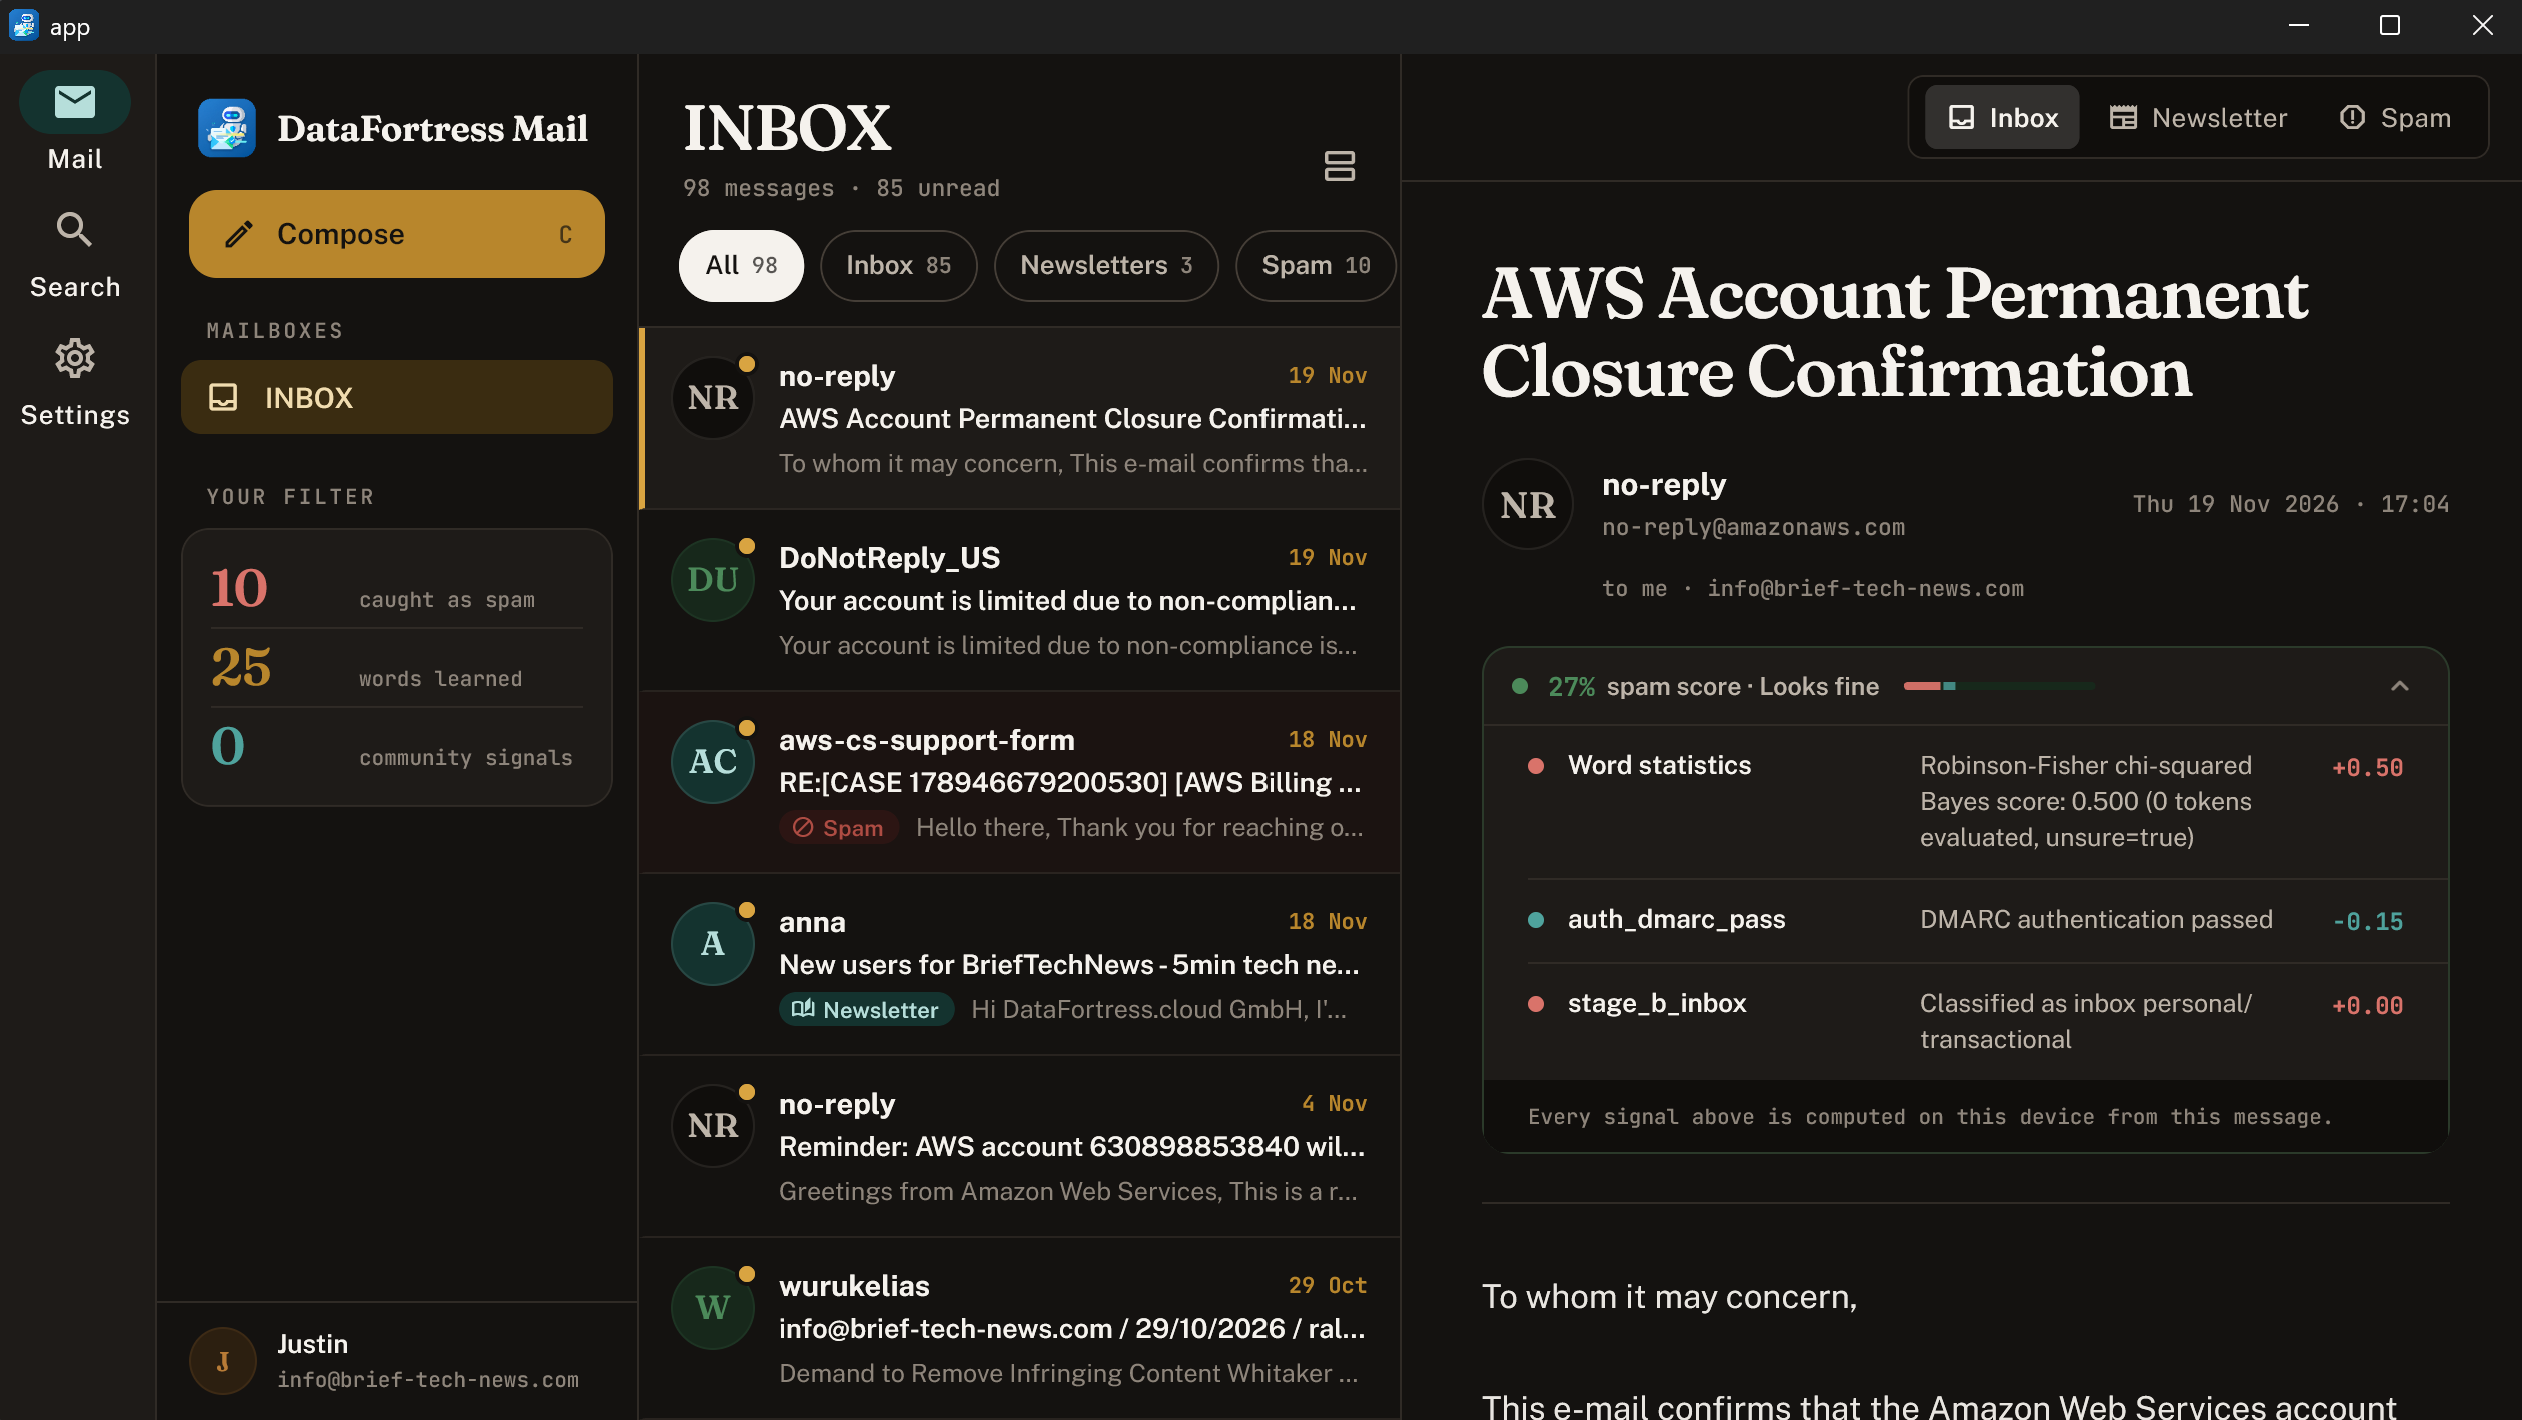 app
Mail
Search
Settings
DataFortress Mail
Compose C
MAILBOXES
INBOX
YOUR FILTER
10 caught as spam
25 words learned
0 community signals
J
Justin
info@brief-tech-news.com
INBOX
98 messages · 85 unread
All 98 Inbox 85 Newsletters 3 Spam 10
NR
no-reply 19 Nov
AWS Account Permanent Closure Confirmati...
To whom it may concern, This e-mail confirms tha...
DU
DoNotReply_US 19 Nov
Your account is limited due to non-complian...
Your account is limited due to non-compliance is...
AC
aws-cs-support-form 18 Nov
RE:[CASE 178946679200530] [AWS Billing ...
Spam Hello there, Thank you for reaching o...
A
anna 18 Nov
New users for BriefTechNews - 5min tech ne...
Newsletter Hi DataFortress.cloud GmbH, I'...
NR
no-reply 4 Nov
Reminder: AWS account 630898853840 wil...
Greetings from Amazon Web Services, This is a r...
W
wurukelias 29 Oct
info@brief-tech-news.com / 29/10/2026 / ral...
Demand to Remove Infringing Content Whitaker ...
Inbox Newsletter Spam
AWS Account Permanent
Closure Confirmation
NR
no-reply
no-reply@amazonaws.com
Thu 19 Nov 2026 · 17:04
to me · info@brief-tech-news.com
27% spam score · Looks fine
Word statistics Robinson-Fisher chi-squared +0.50
Bayes score: 0.500 (0 tokens
evaluated, unsure=true)
auth_dmarc_pass DMARC authentication passed -0.15
stage_b_inbox Classified as inbox personal/ +0.00
transactional
Every signal above is computed on this device from this message.
To whom it may concern,
This e-mail confirms that the Amazon Web Services account